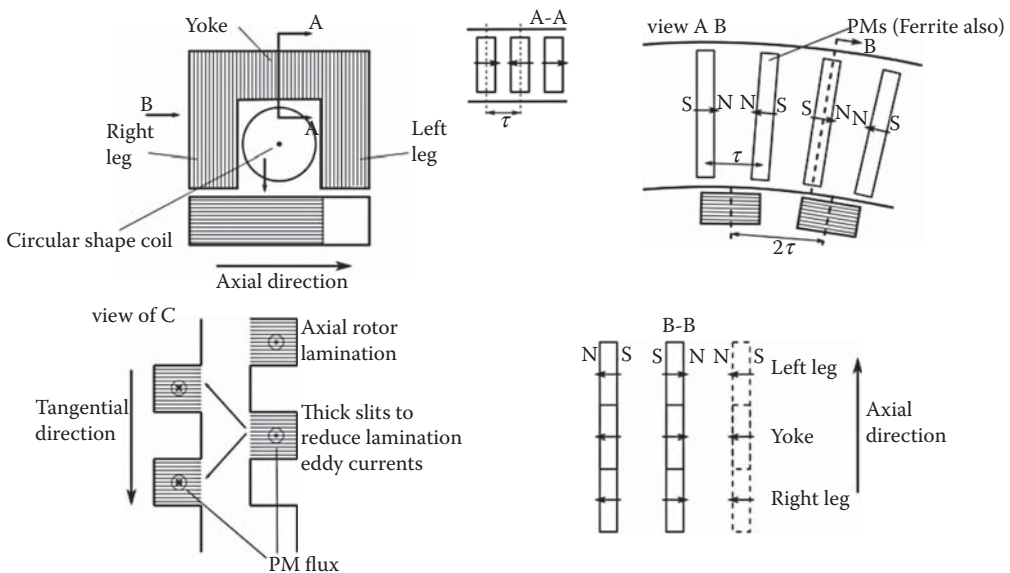 Yoke
A
A
B
Right
leg
Left
leg
Circular shape coil
Axial direction
A-A
τ
view A B
PMs (Ferrite also)
B
S N N S S N N S
τ
2τ
view of C
Axial rotor
lamination
Tangential
direction
Thick slits to
reduce lamination
eddy currents
PM flux
B-B
N S S N N S
Left leg
Yoke
Right leg
Axial
direction